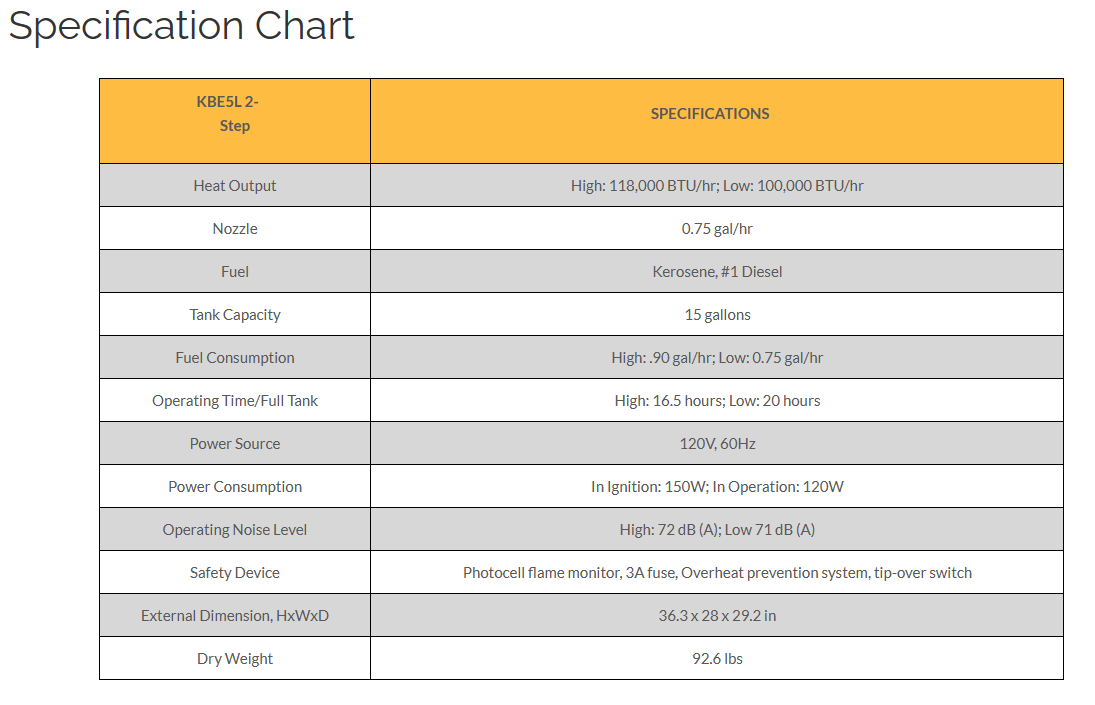 Specification Chart
KBE5L 2-
Step
SPECIFICATIONS
Heat Output
High: 118,000 BTU/hr; Low: 100,000 BTU/hr
Nozzle
0.75 gal/hr
Fuel
Kerosene, #1 Diesel
Tank Capacity
15 gallons
Fuel Consumption
High: .90 gal/hr; Low: 0.75 gal/hr
Operating Time/Full Tank
High: 16.5 hours; Low: 20 hours
Power Source
120V, 60Hz
Power Consumption
In Ignition: 150W; In Operation: 120W
Operating Noise Level
High: 72 dB (A); Low 71 dB (A)
Safety Device
Photocell flame monitor, 3A fuse, Overheat prevention system, tip-over switch
External Dimension, HxWxD
36.3 x 28 x 29.2 in
Dry Weight
92.6 lbs